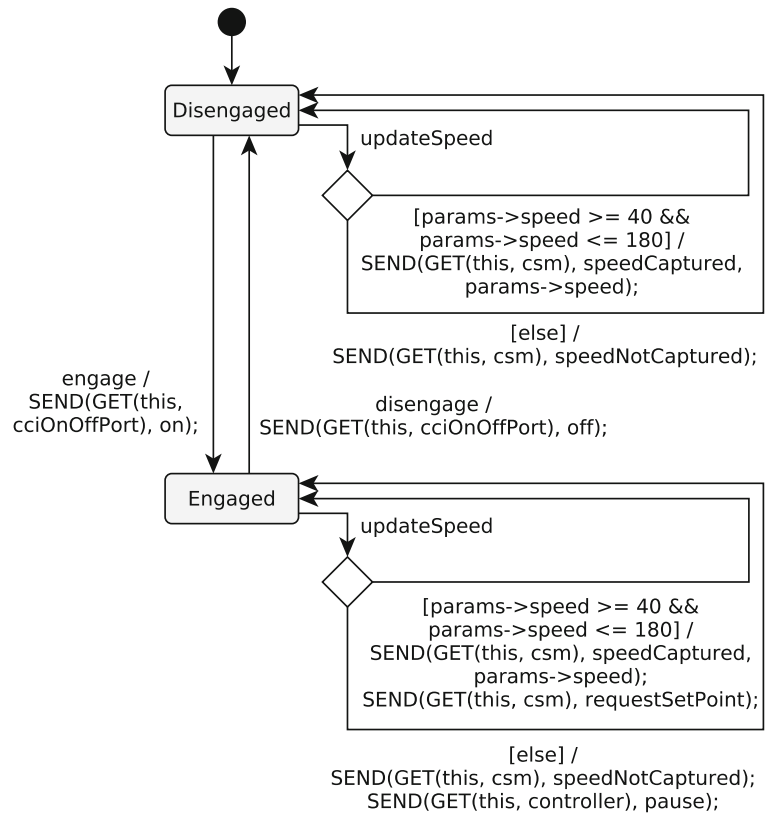 Disengaged
updateSpeed
[params->speed >= 40 &&
params->speed <= 180] /
SEND(GET(this, csm), speedCaptured,
params->speed);
[else] /
SEND(GET(this, csm), speedNotCaptured);
engage /
SEND(GET(this,
cciOnOffPort), on);
disengage /
SEND(GET(this, cciOnOffPort), off);
Engaged
updateSpeed
[params->speed >= 40 &&
params->speed <= 180] /
SEND(GET(this, csm), speedCaptured,
params->speed);
SEND(GET(this, csm), requestSetPoint);
[else] /
SEND(GET(this, csm), speedNotCaptured);
SEND(GET(this, controller), pause);